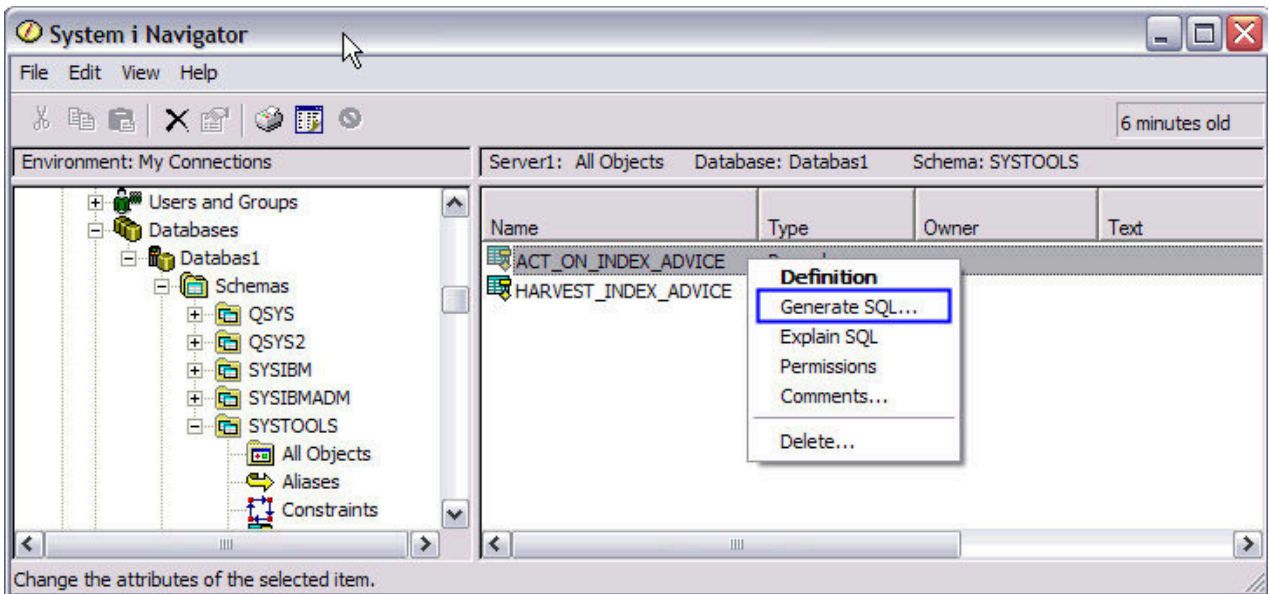 System i Navigator
File Edit View Help
6 minutes old
Environment: My Connections
Server1: All Objects Database: Databas1 Schema: SYSTOOLS
Users and Groups
Databases
Databas1
Schemas
QSYS
QSYS2
SYSIBM
SYSIBMADM
SYSTOOLS
All Objects
Aliases
Constraints
Name Type Owner Text
ACT_ON_INDEX_ADVICE
HARVEST_INDEX_ADVICE
Definition
Generate SQL...
Explain SQL
Permissions
Comments...
Delete...
Change the attributes of the selected item.